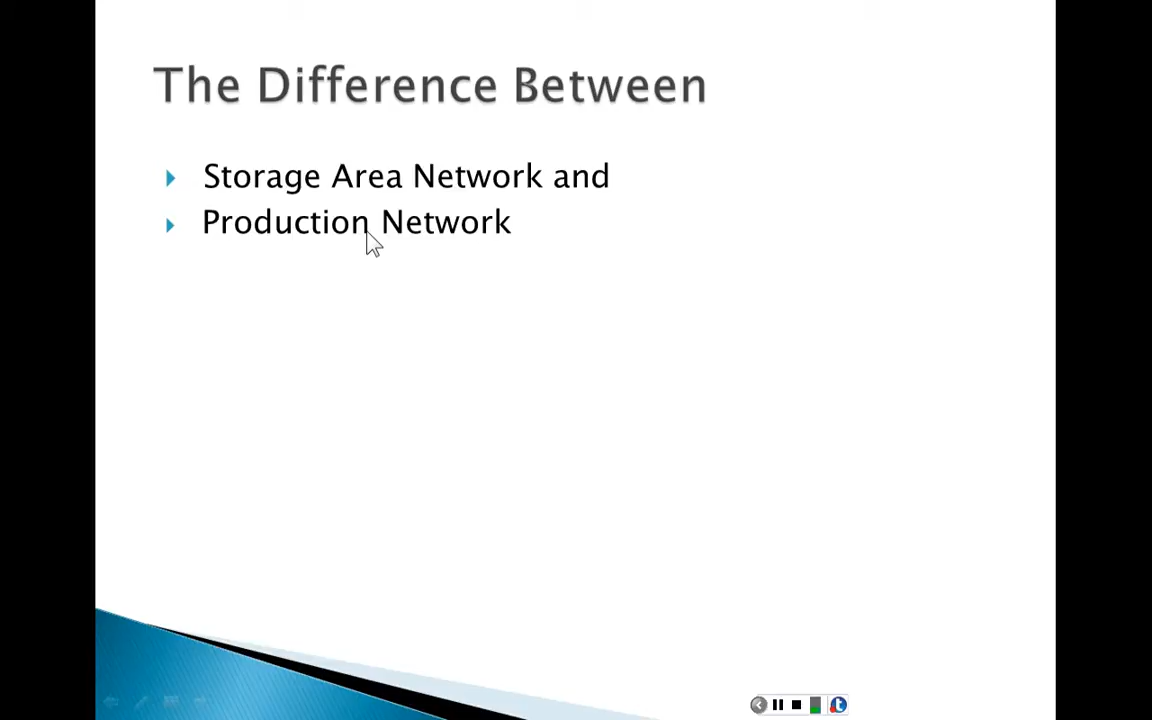 The Difference Between
Storage Area Network and
Production Network